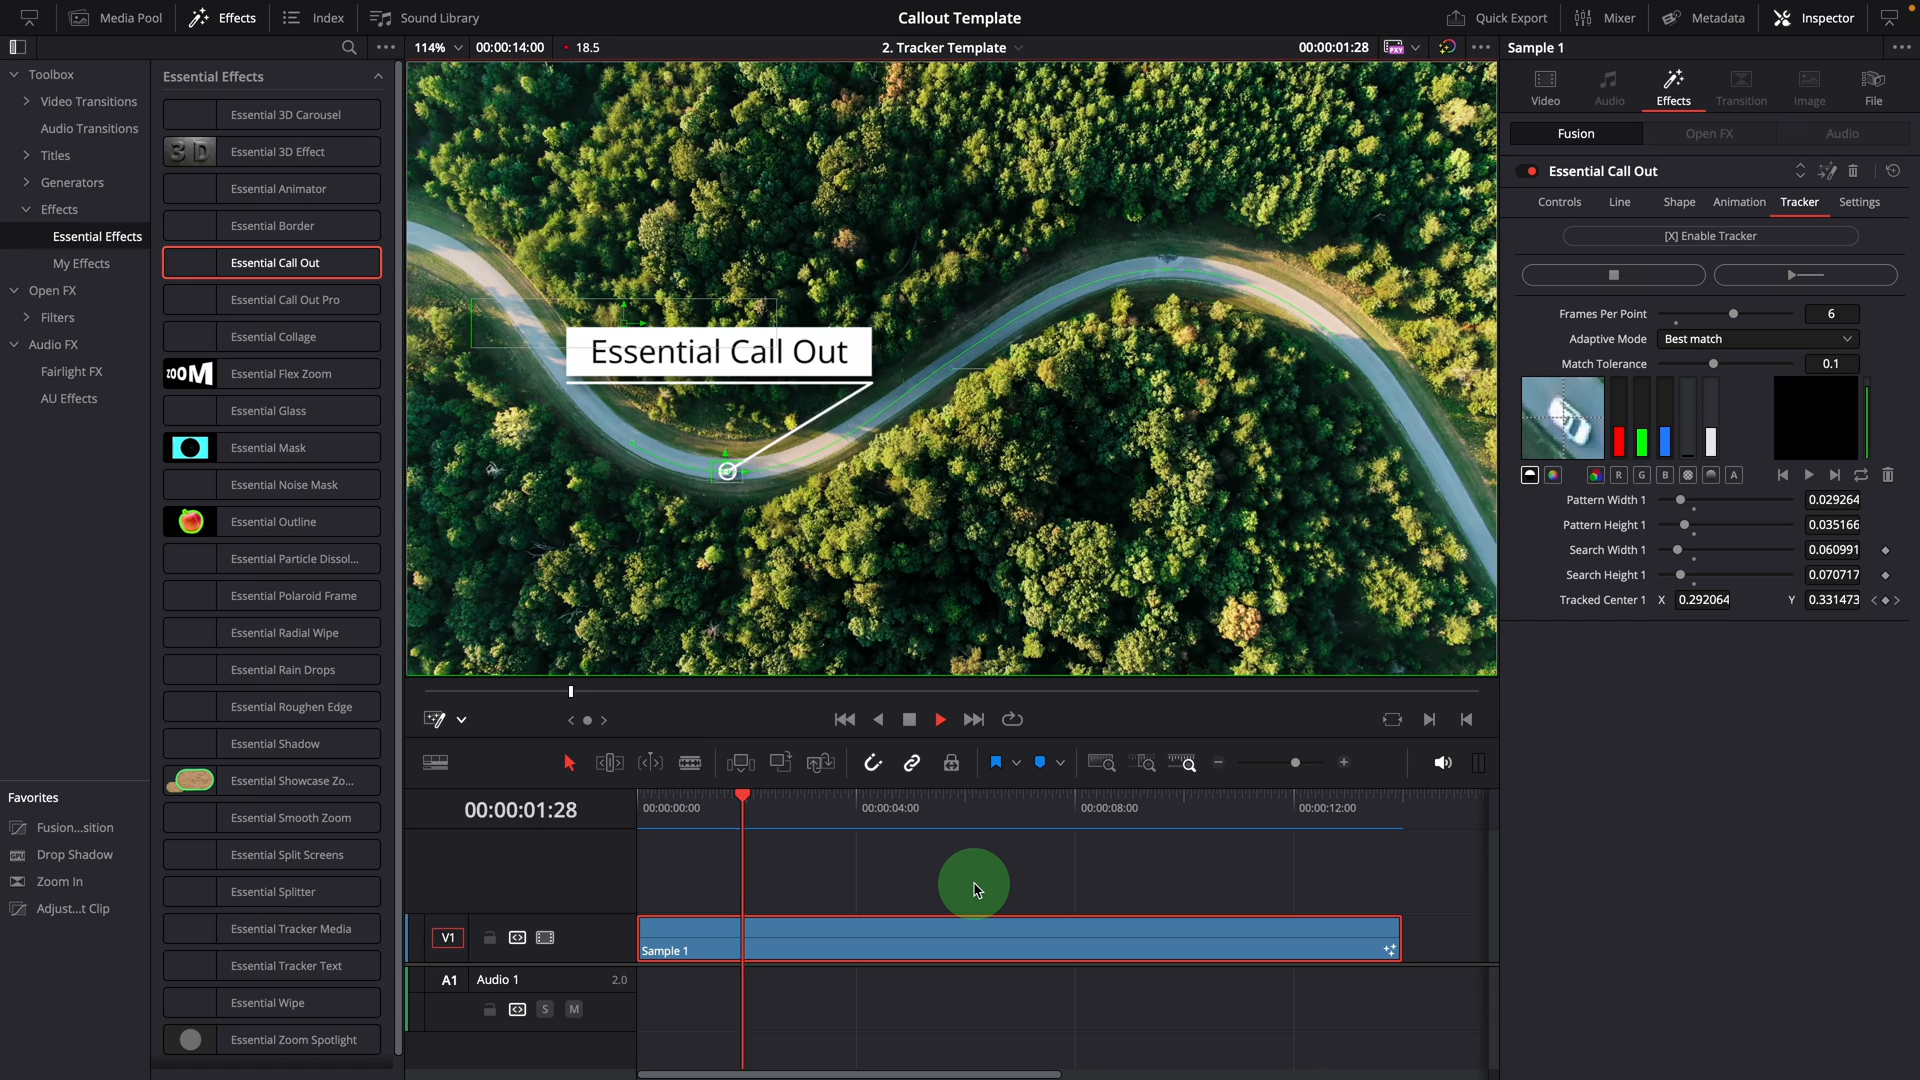 Media Pool
Effects
Index
Sound Library
Callout Template
Quick Export
Mixer
Metadata
Inspector
114%
00:00:14:00
18.5
2. Tracker Template
00:00:01:28
PXY
Sample 1
Toolbox
Video Transitions
Audio Transitions
Titles
Generators
Effects
Essential Effects
My Effects
Open FX
Filters
Audio FX
Fairlight FX
AU Effects
Favorites
Fusion...sition
Drop Shadow
Zoom In
Adjust...t Clip
Essential Effects
Essential 3D Carousel
3D
Essential 3D Effect
Essential Animator
Essential Border
Essential Call Out
Essential Call Out Pro
Essential Collage
ZOOM
Essential Flex Zoom
Essential Glass
Essential Mask
Essential Noise Mask
Essential Outline
Essential Particle Dissol...
Essential Polaroid Frame
Essential Radial Wipe
Essential Rain Drops
Essential Roughen Edge
Essential Shadow
Essential Showcase Zo...
Essential Smooth Zoom
Essential Split Screens
Essential Splitter
Essential Tracker Media
Essential Tracker Text
Essential Wipe
Essential Zoom Spotlight
Essential Call Out
00:00:01:28
00:00:00:00
00:00:04:00
00:00:08:00
00:00:12:00
V1
Sample 1
A1
Audio 1
2.0
S
M
Video
Audio
Effects
Transition
Image
File
Fusion
Open FX
Audio
Essential Call Out
Controls
Line
Shape
Animation
Tracker
Settings
[X] Enable Tracker
Frames Per Point
6
Adaptive Mode
Best match
Match Tolerance
0.1
R
G
B
A
Pattern Width 1
0.029264
Pattern Height 1
0.035166
Search Width 1
0.060991
Search Height 1
0.070717
Tracked Center 1
X
0.292064
Y
0.331473